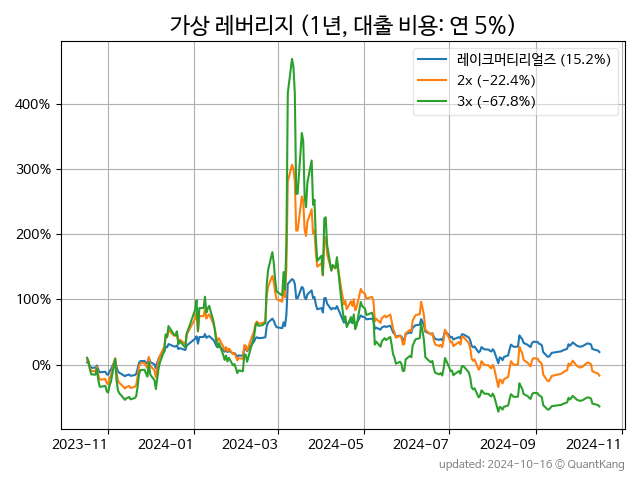 가상 레버리지 (1년, 대출 비용: 연 5%)
레이크머티리얼즈 (15.2%)
2x (−22.4%)
3x (−67.8%)
400%
300%
200%
100%
0%
2023-11 2024-01 2024-03 2024-05 2024-07 2024-09 2024-11
updated: 2024-10-16 © QuantKang